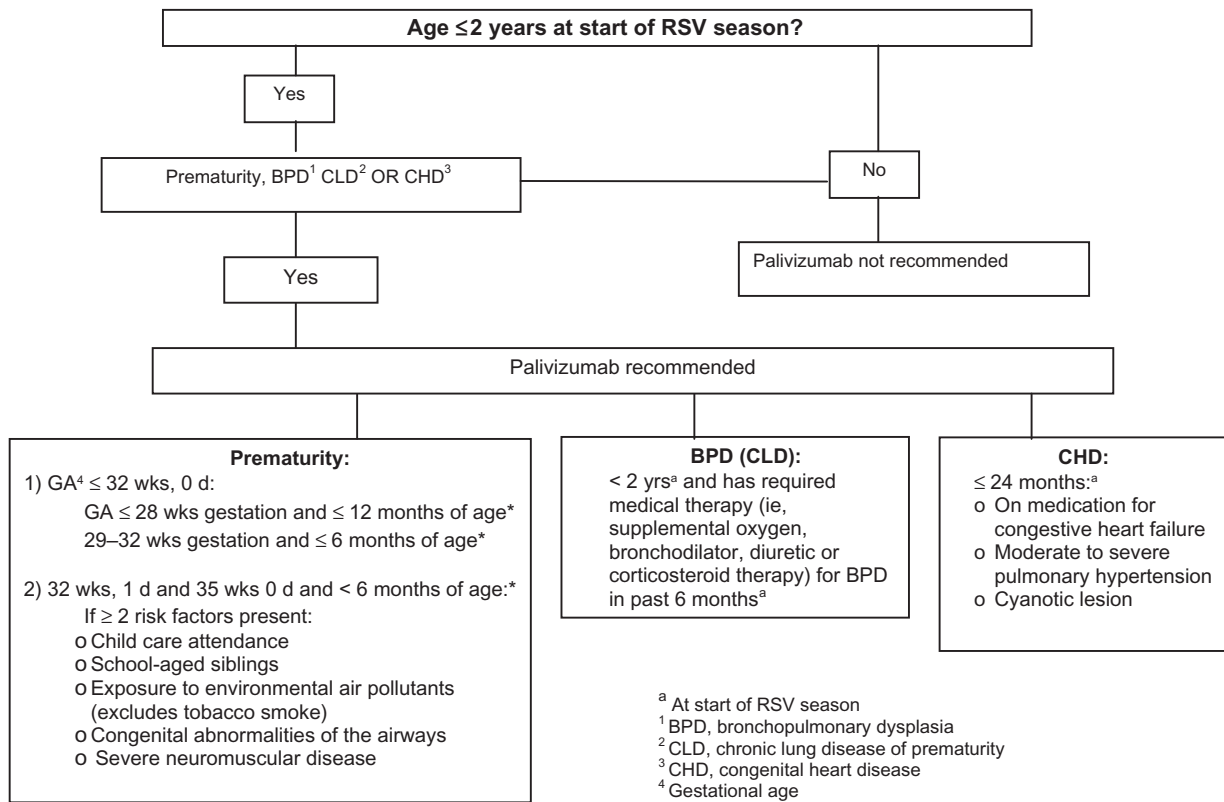 Age ≤2 years at start of RSV season?
Yes
No
Prematurity, BPD¹ CLD² OR CHD³
Yes
Palivizumab not recommended
Palivizumab recommended
Prematurity:
1) GA⁴ ≤ 32 wks, 0 d:
GA ≤ 28 wks gestation and ≤ 12 months of age*
29–32 wks gestation and ≤ 6 months of age*
2) 32 wks, 1 d and 35 wks 0 d and < 6 months of age:*
If ≥ 2 risk factors present:
o Child care attendance
o School-aged siblings
o Exposure to environmental air pollutants
(excludes tobacco smoke)
o Congenital abnormalities of the airways
o Severe neuromuscular disease
BPD (CLD):
< 2 yrsᵃ and has required
medical therapy (ie,
supplemental oxygen,
bronchodilator, diuretic or
corticosteroid therapy) for BPD
in past 6 monthsᵃ
CHD:
≤ 24 months:ᵃ
o On medication for
congestive heart failure
o Moderate to severe
pulmonary hypertension
o Cyanotic lesion
ᵃ At start of RSV season
¹ BPD, bronchopulmonary dysplasia
² CLD, chronic lung disease of prematurity
³ CHD, congenital heart disease
⁴ Gestational age